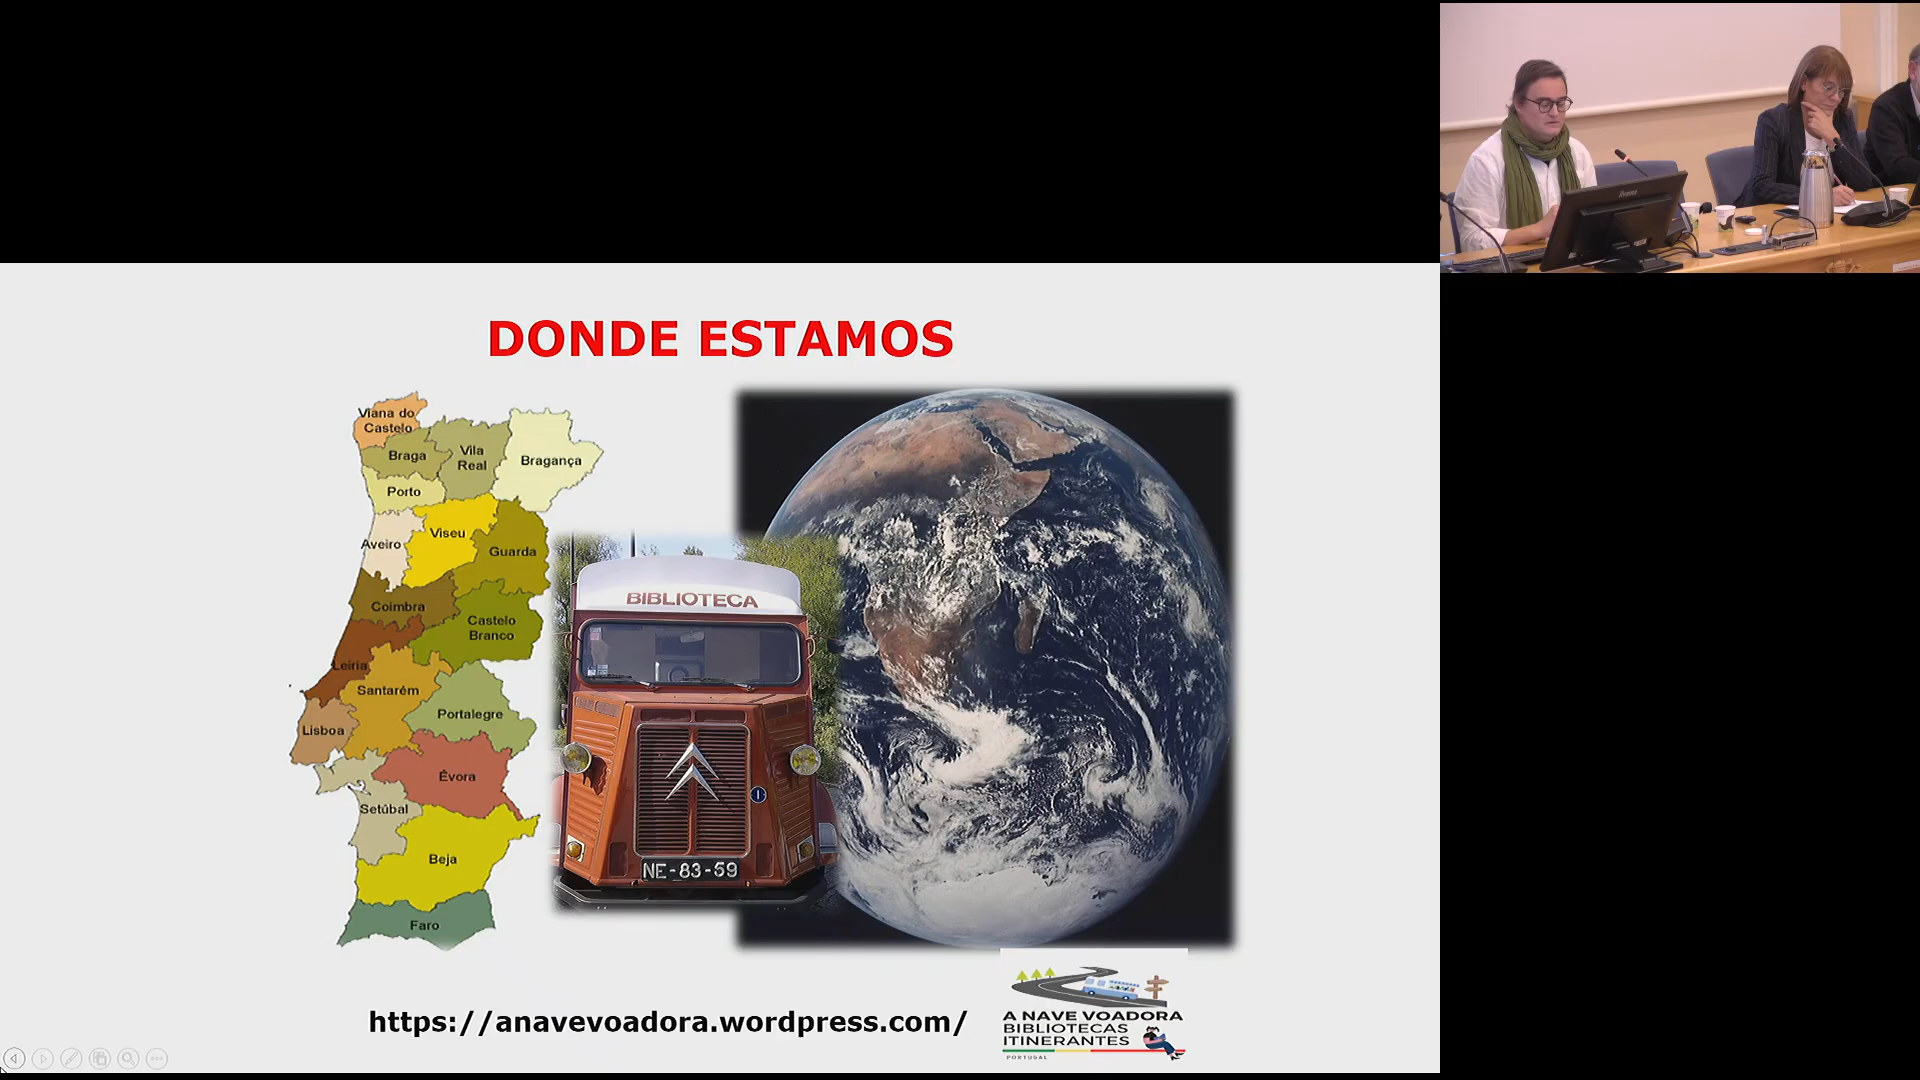 DONDE ESTAMOS
Viana do
Castelo
Braga
Vila
Real
Bragança
Porto
Aveiro
Viseu
Guarda
Coimbra
Castelo
Branco
Leiria
Santarém
Portalegre
Lisboa
Évora
Setúbal
Beja
Faro
BIBLIOTECA
NE-83-59
https://anavevoadora.wordpress.com/
A NAVE VOADORA
BIBLIOTECAS
ITINERANTES
PORTUGAL